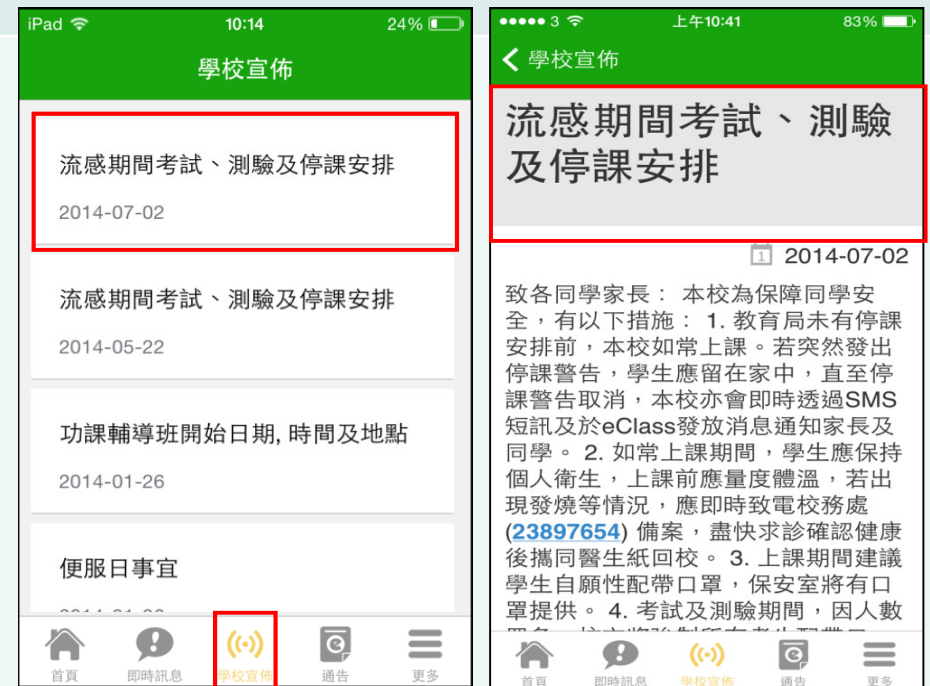 iPad 10:14 24%
學校宣佈
流感期間考試、測驗及停課安排
2014-07-02
流感期間考試、測驗及停課安排
2014-05-22
功課輔導班開始日期, 時間及地點
2014-01-26
便服日事宜
首頁 即時訊息 學校宣佈 通告 更多
3 上午10:41 83%
學校宣佈
流感期間考試、測驗
及停課安排
1 2014-07-02
致各同學家長： 本校為保障同學安
全，有以下措施： 1. 教育局未有停課
安排前，本校如常上課。若突然發出
停課警告，學生應留在家中，直至停
課警告取消，本校亦會即時透過SMS
短訊及於eClass發放消息通知家長及
同學。 2. 如常上課期間，學生應保持
個人衛生，上課前應量度體溫，若出
現發燒等情況，應即時致電校務處
(23897654) 備案，盡快求診確認健康
後攜同醫生紙回校。 3. 上課期間建議
學生自願性配帶口罩，保安室將有口
罩提供。 4. 考試及測驗期間，因人數
首頁 即時訊息 學校宣佈 通告 更多